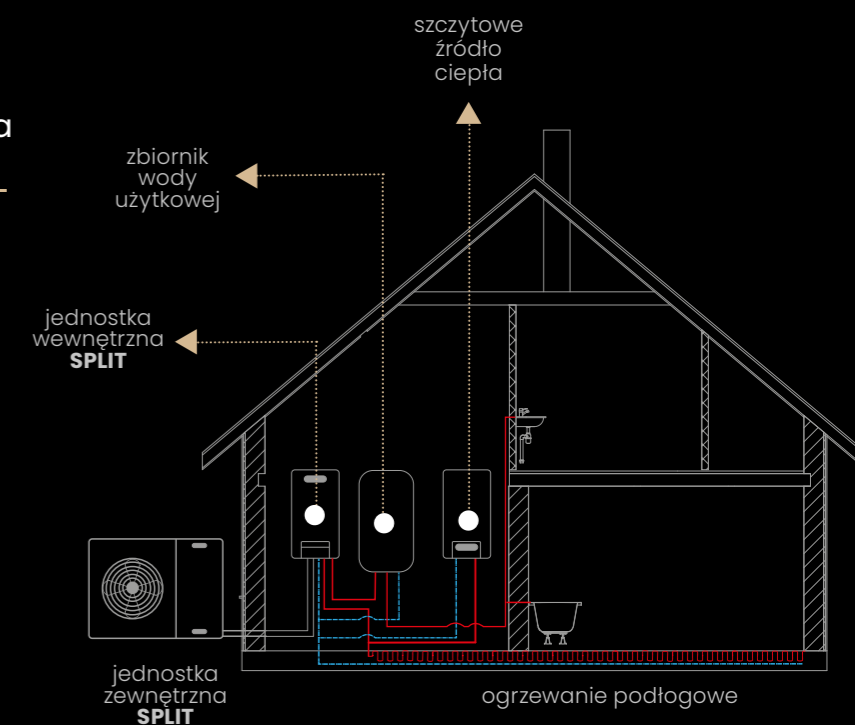 szczytowe
źródło
ciepła
a
zbiornik
wody
użytkowej
jednostka
wewnętrzna
SPLIT
jednostka
zewnętrzna
SPLIT
ogrzewanie podłogowe